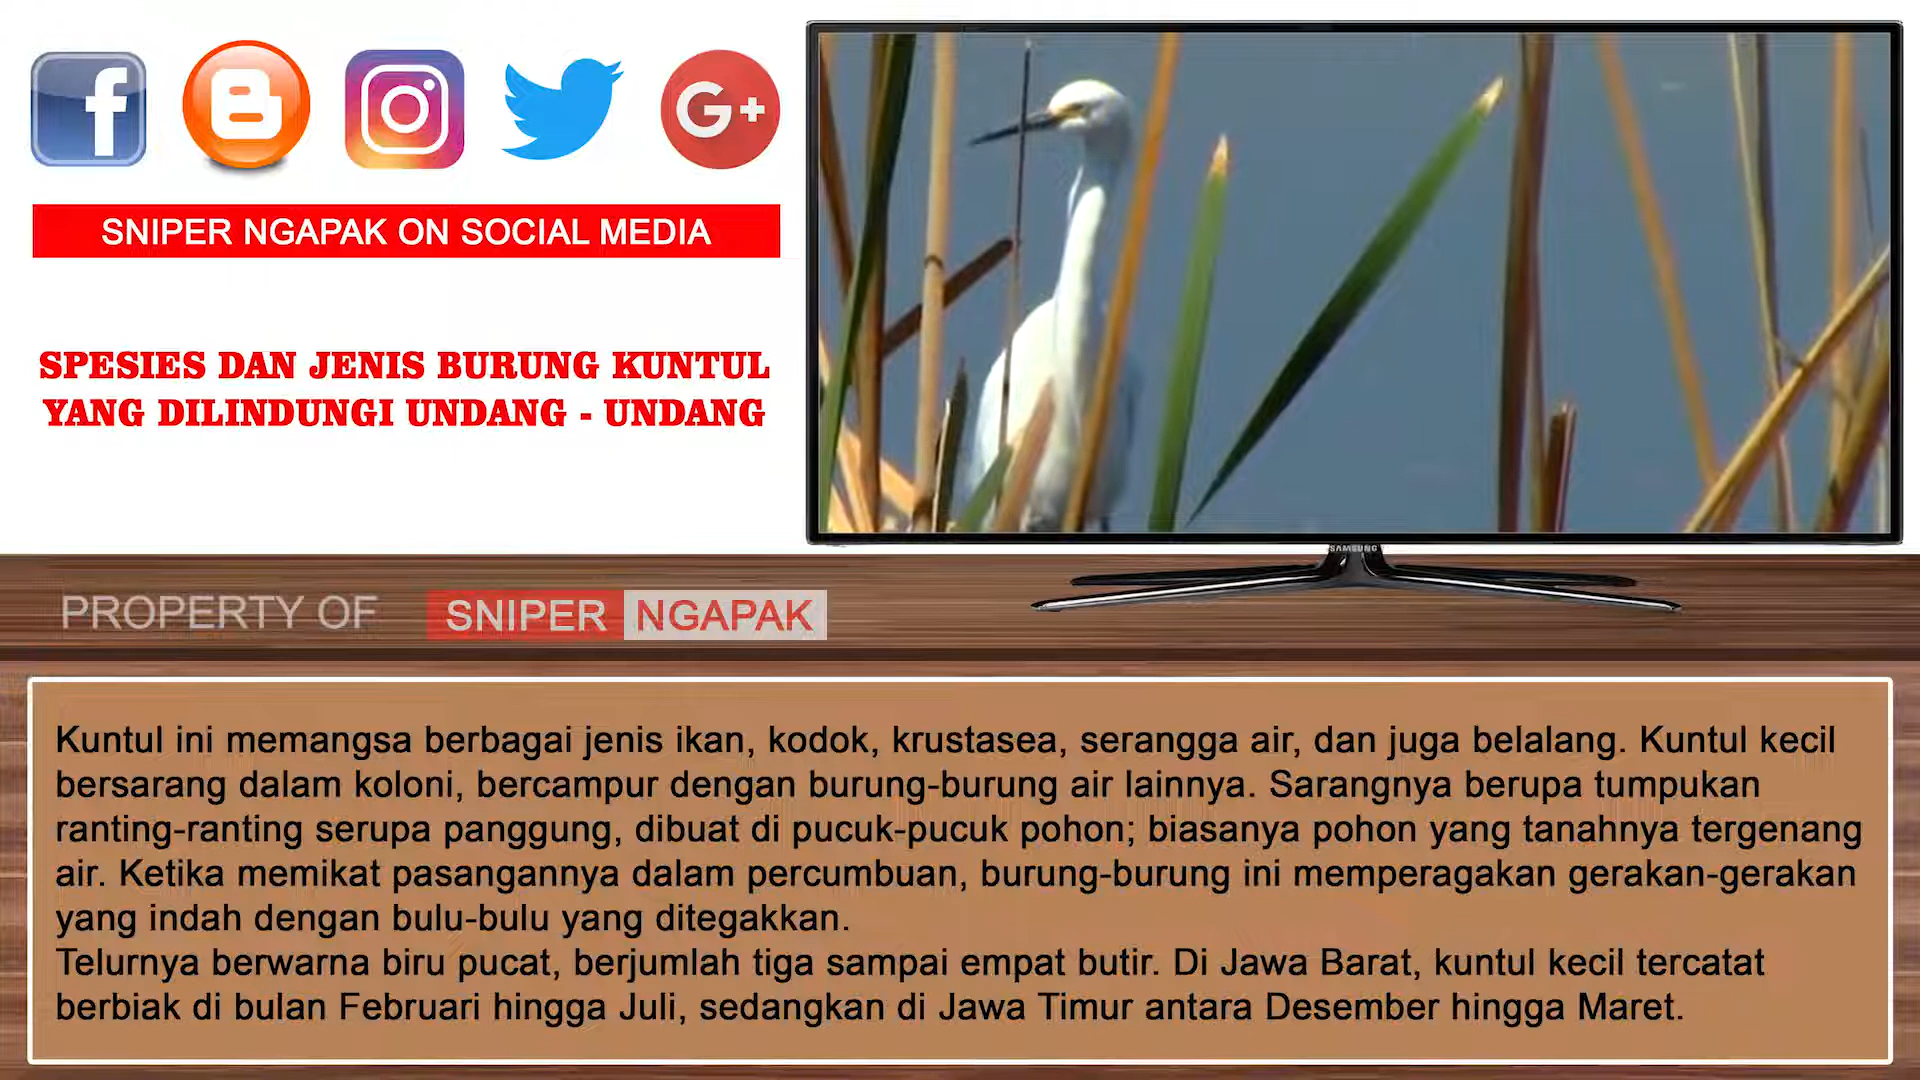 SNIPER NGAPAK ON SOCIAL MEDIA
SPESIES DAN JENIS BURUNG KUNTUL
YANG DILINDUNGI UNDANG - UNDANG
SAMSUNG
PROPERTY OF SNIPER NGAPAK
Kuntul ini memangsa berbagai jenis ikan, kodok, krustasea, serangga air, dan juga belalang. Kuntul kecil
bersarang dalam koloni, bercampur dengan burung-burung air lainnya. Sarangnya berupa tumpukan
ranting-ranting serupa panggung, dibuat di pucuk-pucuk pohon; biasanya pohon yang tanahnya tergenang
air. Ketika memikat pasangannya dalam percumbuan, burung-burung ini memperagakan gerakan-gerakan
yang indah dengan bulu-bulu yang ditegakkan.
Telurnya berwarna biru pucat, berjumlah tiga sampai empat butir. Di Jawa Barat, kuntul kecil tercatat
berbiak di bulan Februari hingga Juli, sedangkan di Jawa Timur antara Desember hingga Maret.